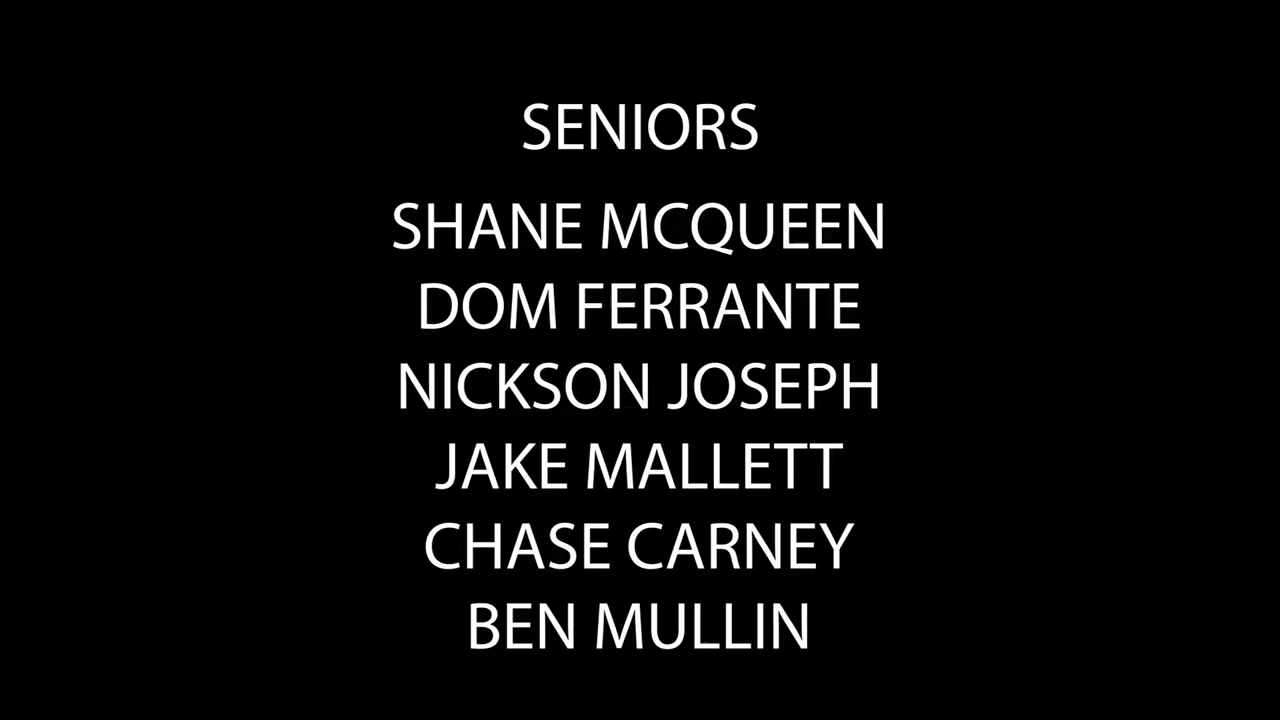 SENIORS
SHANE MCQUEEN
DOM FERRANTE
NICKSON JOSEPH
JAKE MALLETT
CHASE CARNEY
BEN MULLIN